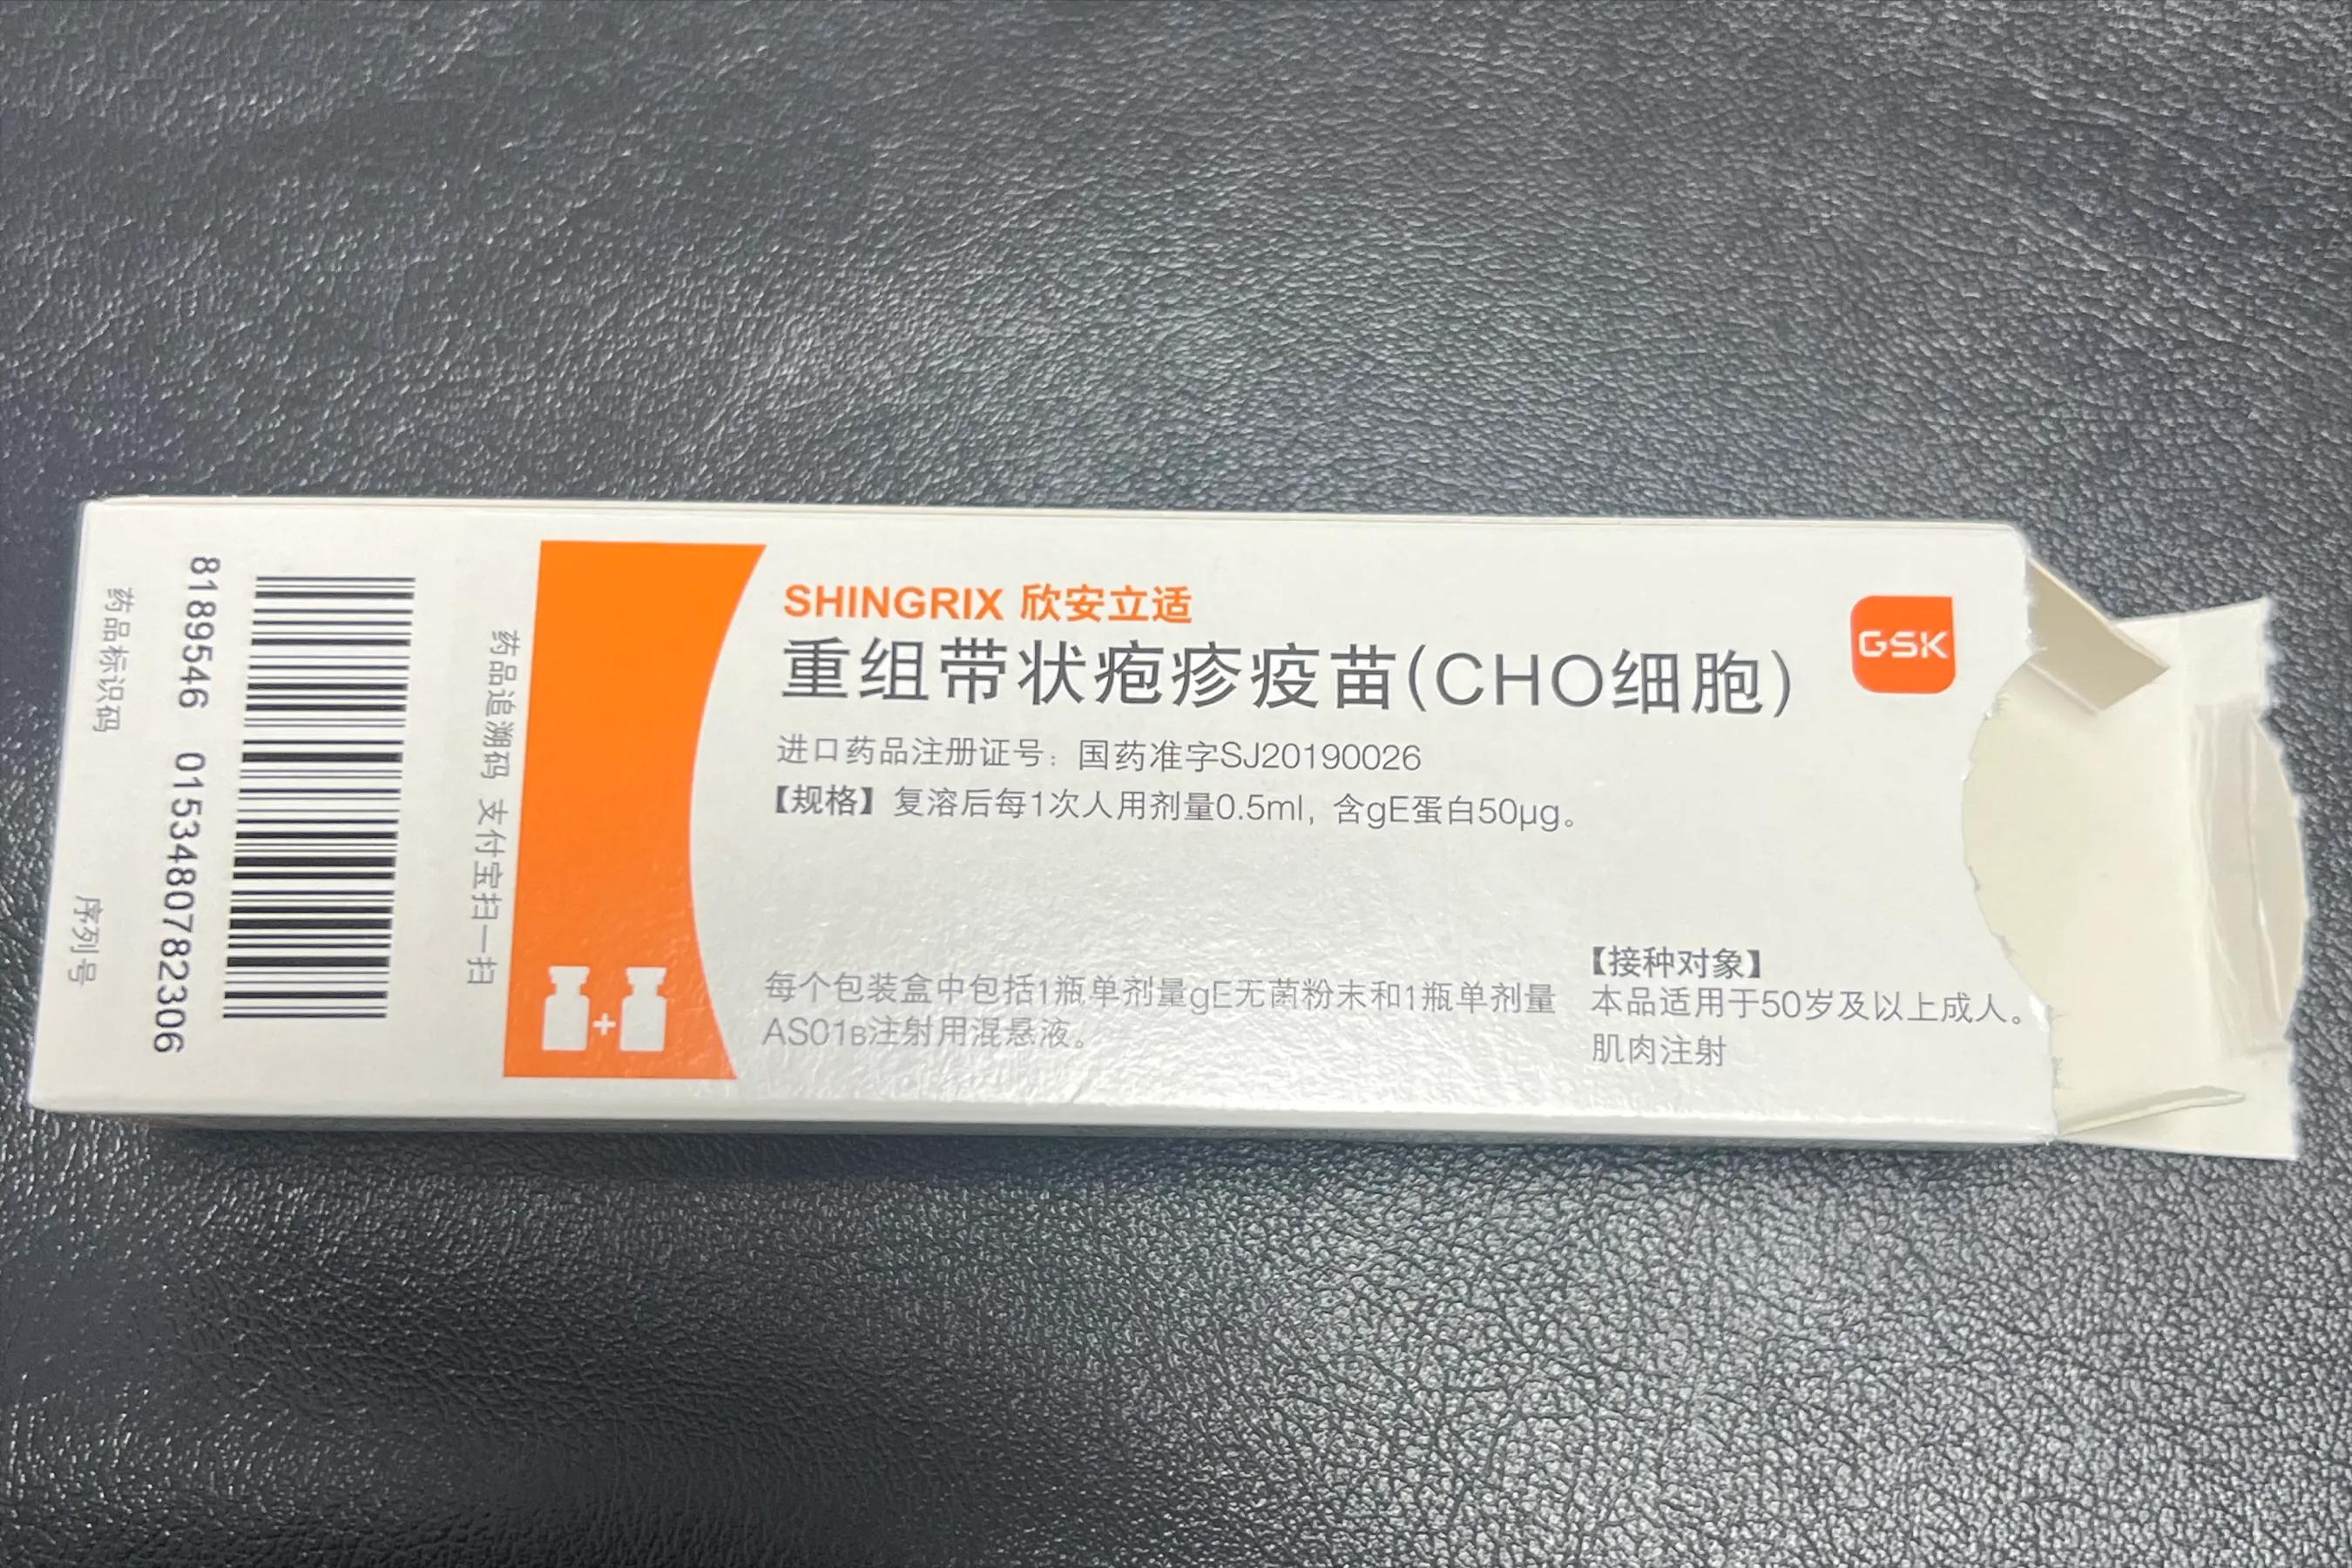 药品标识码
序列号
8189546 0153480782306
药品追溯码 支付宝扫一扫
SHINGRIX 欣安立适
重组带状疱疹疫苗(CHO细胞)
GSK
进口药品注册证号：国药准字SJ20190026
【规格】复溶后每1次人用剂量0.5ml，含gE蛋白50μg。
每个包装盒中包括1瓶单剂量gE无菌粉末和1瓶单剂量
AS01B注射用混悬液。
【接种对象】
本品适用于50岁及以上成人。
肌肉注射